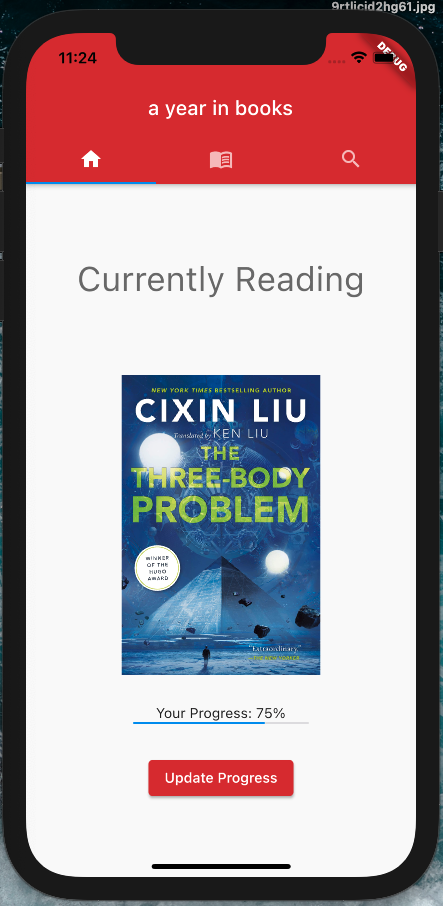 9rtlicid2hg61.jpg
11:24
DEBUG
a year in books
Currently Reading
NEW YORK TIMES BESTSELLING AUTHOR
CIXIN LIU
Translated by KEN LIU
THE
THREE-BODY
PROBLEM
WINNER
OF THE
HUGO
AWARD
"Extraordinary."
Your Progress: 75%
Update Progress